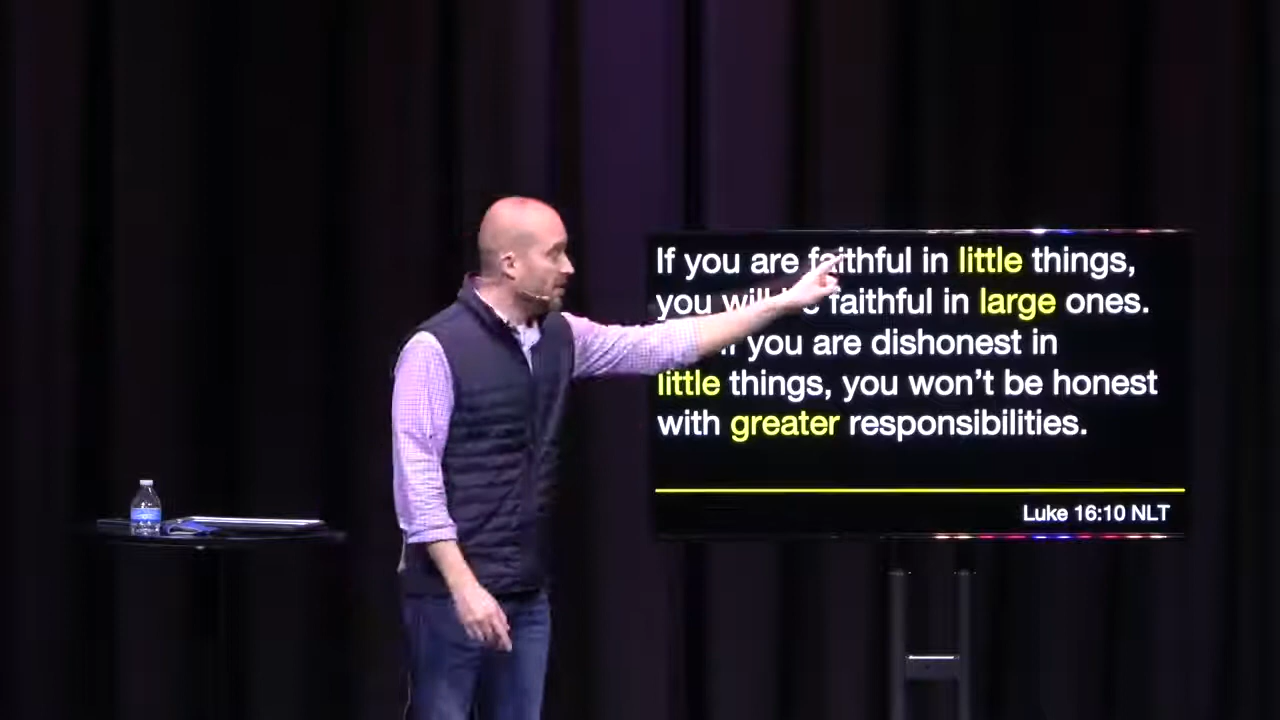 If you are faithful in little things,
you will faithful in large ones.
you are dishonest in
little things, you won't be honest
with greater responsibilities.
Luke 16:10 NLT